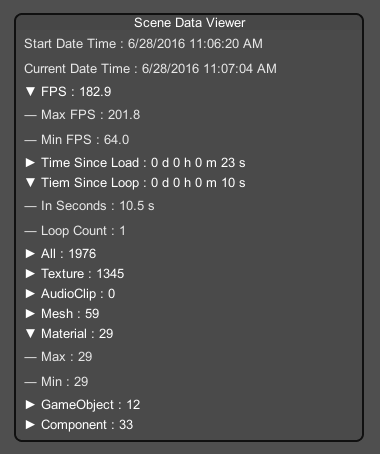 Scene Data Viewer
Start Date Time : 6/28/2016 11:06:20 AM
Current Date Time : 6/28/2016 11:07:04 AM
▼ FPS : 182.9
— Max FPS : 201.8
— Min FPS : 64.0
► Time Since Load : 0 d 0 h 0 m 23 s
▼ Tiem Since Loop : 0 d 0 h 0 m 10 s
— In Seconds : 10.5 s
— Loop Count : 1
► All : 1976
► Texture : 1345
► AudioClip : 0
► Mesh : 59
▼ Material : 29
— Max : 29
— Min : 29
► GameObject : 12
► Component : 33